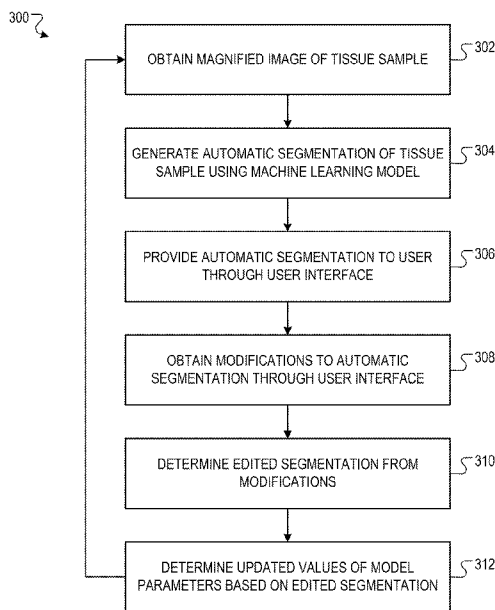 300
OBTAIN MAGNIFIED IMAGE OF TISSUE SAMPLE
302
GENERATE AUTOMATIC SEGMENTATION OF TISSUE
SAMPLE USING MACHINE LEARNING MODEL
304
PROVIDE AUTOMATIC SEGMENTATION TO USER
THROUGH USER INTERFACE
306
OBTAIN MODIFICATIONS TO AUTOMATIC
SEGMENTATION THROUGH USER INTERFACE
308
DETERMINE EDITED SEGMENTATION FROM
MODIFICATIONS
310
DETERMINE UPDATED VALUES OF MODEL
PARAMETERS BASED ON EDITED SEGMENTATION
312